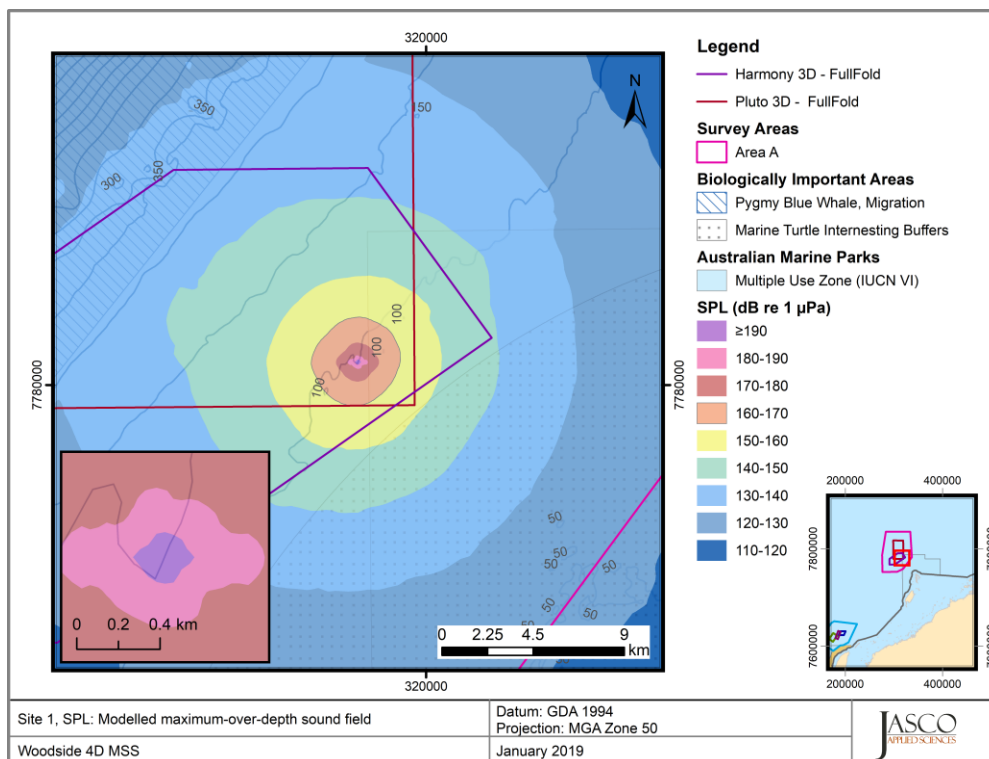 320000
N
350
150
350
300
100
100
100
7780000
7780000
50
50
50
50
50
50
50
0 0.2 0.4 km
0 2.25 4.5 9
km
320000
Legend
Harmony 3D - FullFold
Pluto 3D - FullFold
Survey Areas
Area A
Biologically Important Areas
Pygmy Blue Whale, Migration
Marine Turtle Internesting Buffers
Australian Marine Parks
Multiple Use Zone (IUCN VI)
SPL (dB re 1 µPa)
≥190
180-190
170-180
160-170
150-160
140-150
130-140
120-130
110-120
200000 400000
7800000
7600000
200000 400000
Site 1, SPL: Modelled maximum-over-depth sound field
Datum: GDA 1994
Projection: MGA Zone 50
Woodside 4D MSS
January 2019
JASCO
APPLIED SCIENCES